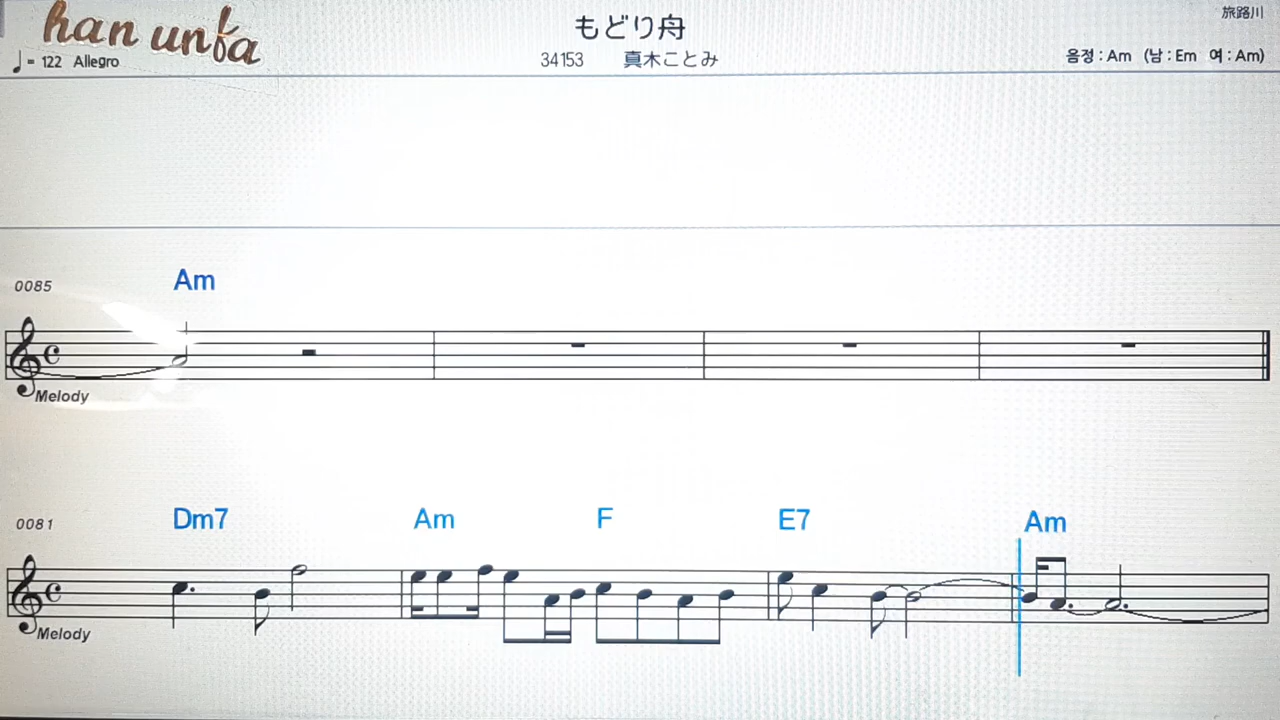 han unfa
もどり舟
旅路川
♩= 122 Allegro
34153 真木ことみ
음정 : Am (남 : Em 여 : Am)
0085
Am
Melody
0081
Dm7 Am F E7 Am
Melody